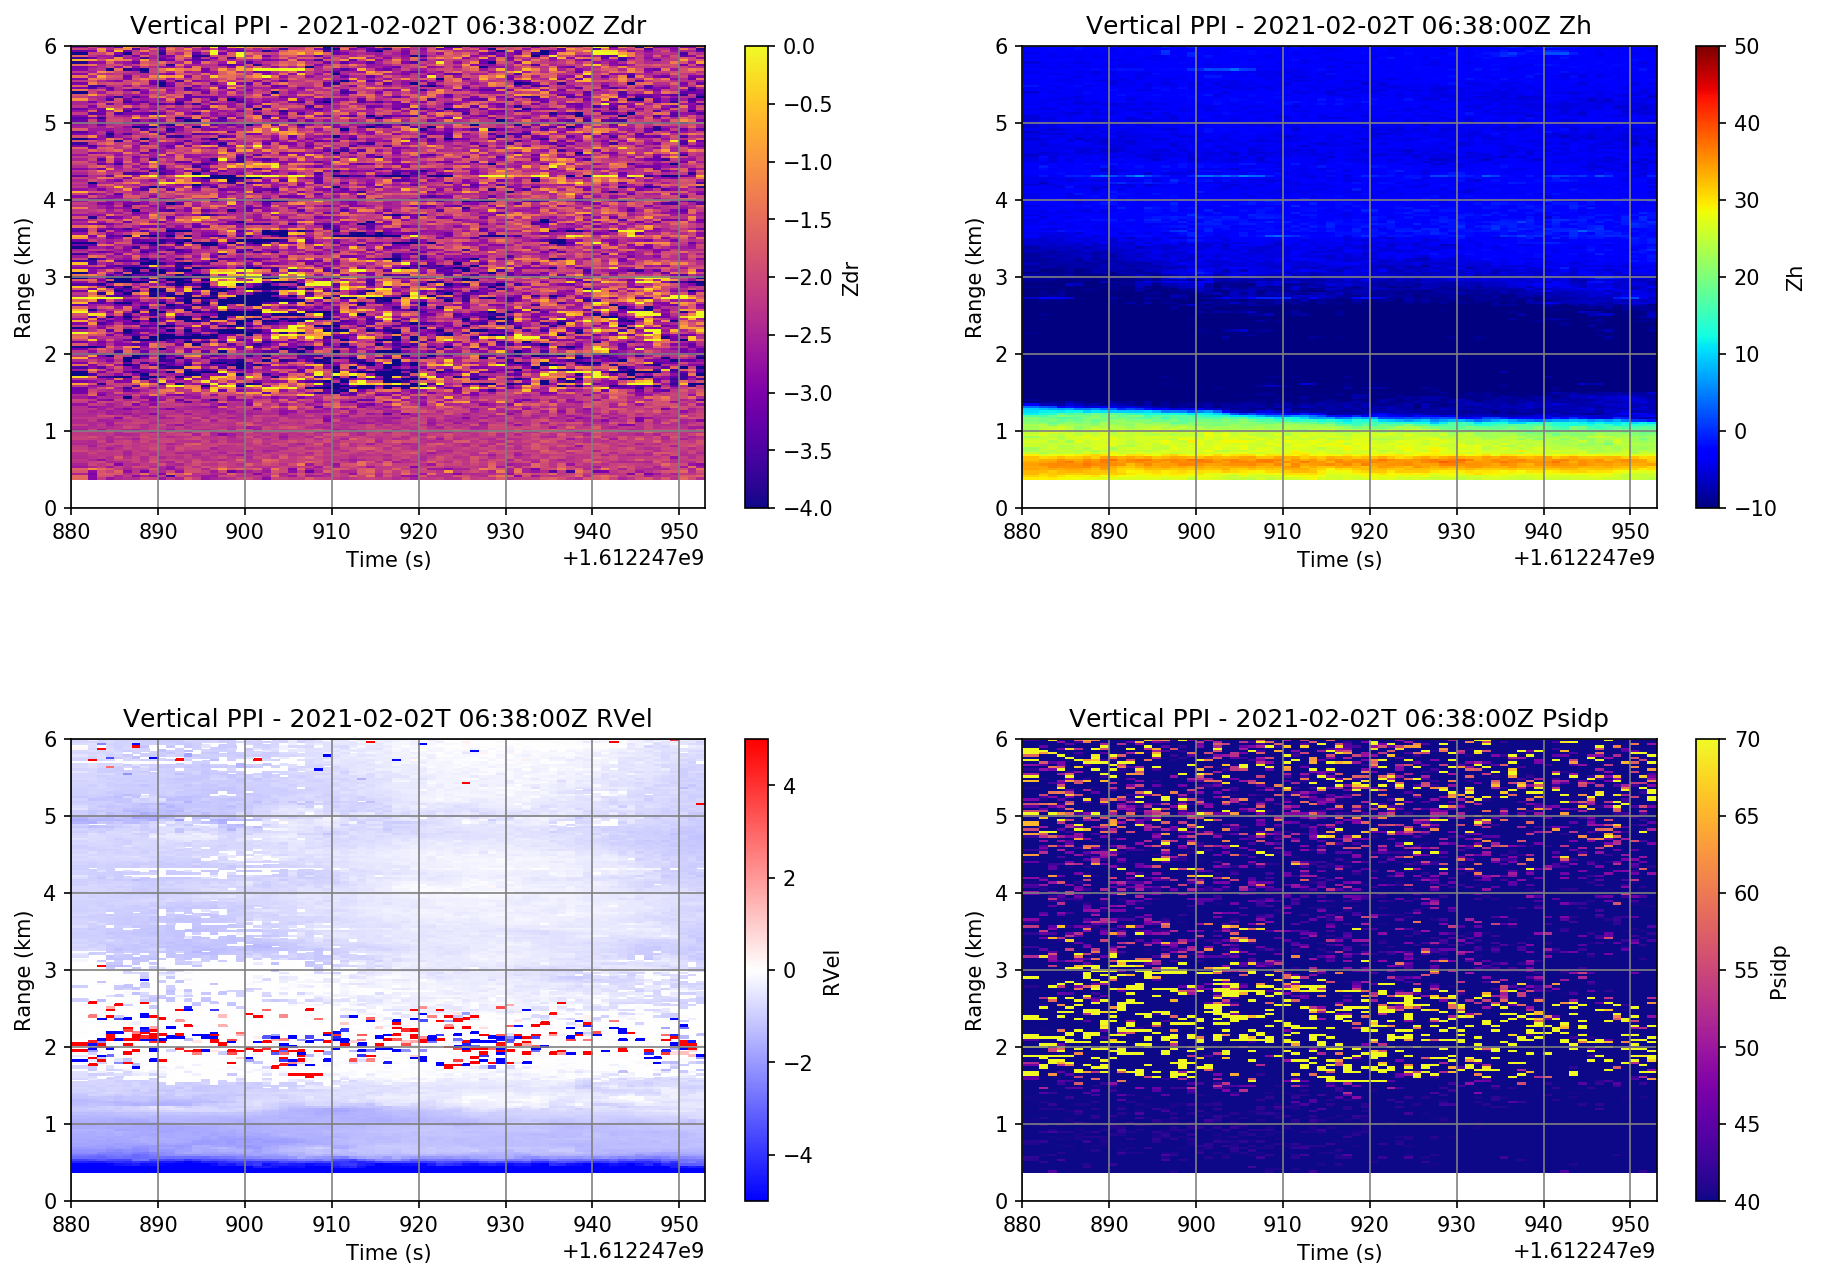 Vertical PPI - 2021-02-02T 06:38:00Z Zdr
6
5
4
3
2
1
0
Range (km)
880 890 900 910 920 930 940 950
Time (s)
+1.612247e9
0.0
−0.5
−1.0
−1.5
−2.0
−2.5
−3.0
−3.5
−4.0
Zdr
Vertical PPI - 2021-02-02T 06:38:00Z Zh
6
5
4
3
2
1
0
Range (km)
880 890 900 910 920 930 940 950
Time (s)
+1.612247e9
50
40
30
20
10
0
−10
Zh
Vertical PPI - 2021-02-02T 06:38:00Z RVel
6
5
4
3
2
1
0
Range (km)
880 890 900 910 920 930 940 950
Time (s)
+1.612247e9
4
2
0
−2
−4
RVel
Vertical PPI - 2021-02-02T 06:38:00Z Psidp
6
5
4
3
2
1
0
Range (km)
880 890 900 910 920 930 940 950
Time (s)
+1.612247e9
70
65
60
55
50
45
40
Psidp